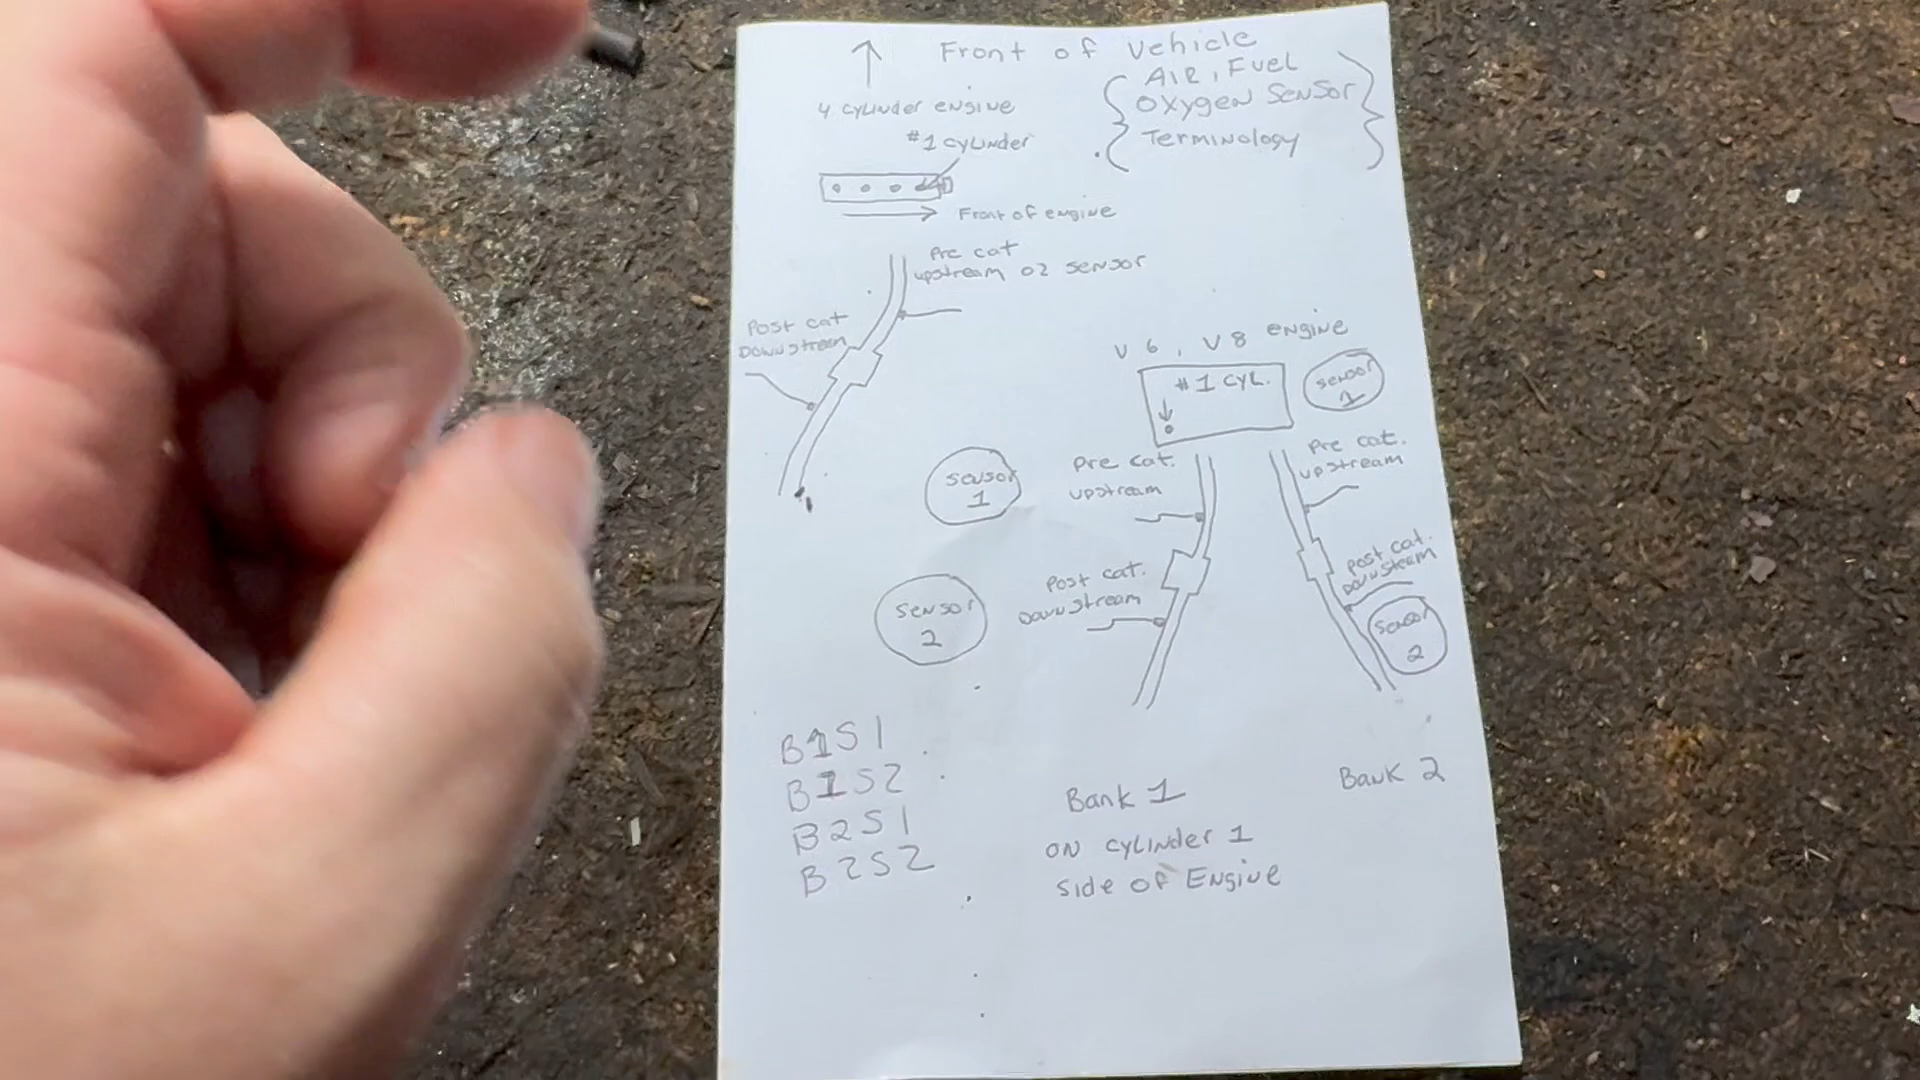 Front of Vehicle
AIR, Fuel
Oxygen Sensor
Terminology
4 cylinder engine
#1 cylinder
Front of engine
Pre cat
upstream O2 sensor
Post cat
Downstream
V6, V8 engine
#1 CYL.
Sensor
1
Pre cat.
upstream
Sensor
1
Pre cat.
upstream
Post cat.
Downstream
Sensor
2
Post cat.
Downstream
Sensor
2
B1S1
B1S2
B2S1
B2S2
Bank 1
on cylinder 1
side of Engine
Bank 2